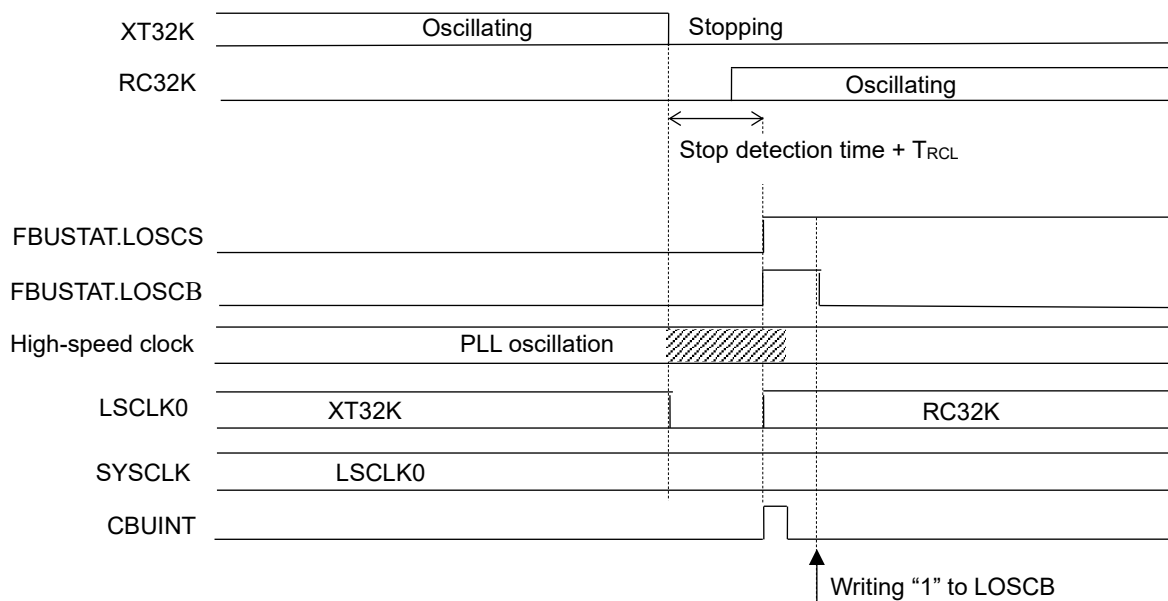 XT32K
Oscillating
Stopping
RC32K
Oscillating
Stop detection time + TRCL
FBUSTAT.LOSCS
FBUSTAT.LOSCB
High-speed clock
PLL oscillation
LSCLK0
XT32K
RC32K
SYSCLK
LSCLK0
CBUINT
Writing “1” to LOSCB